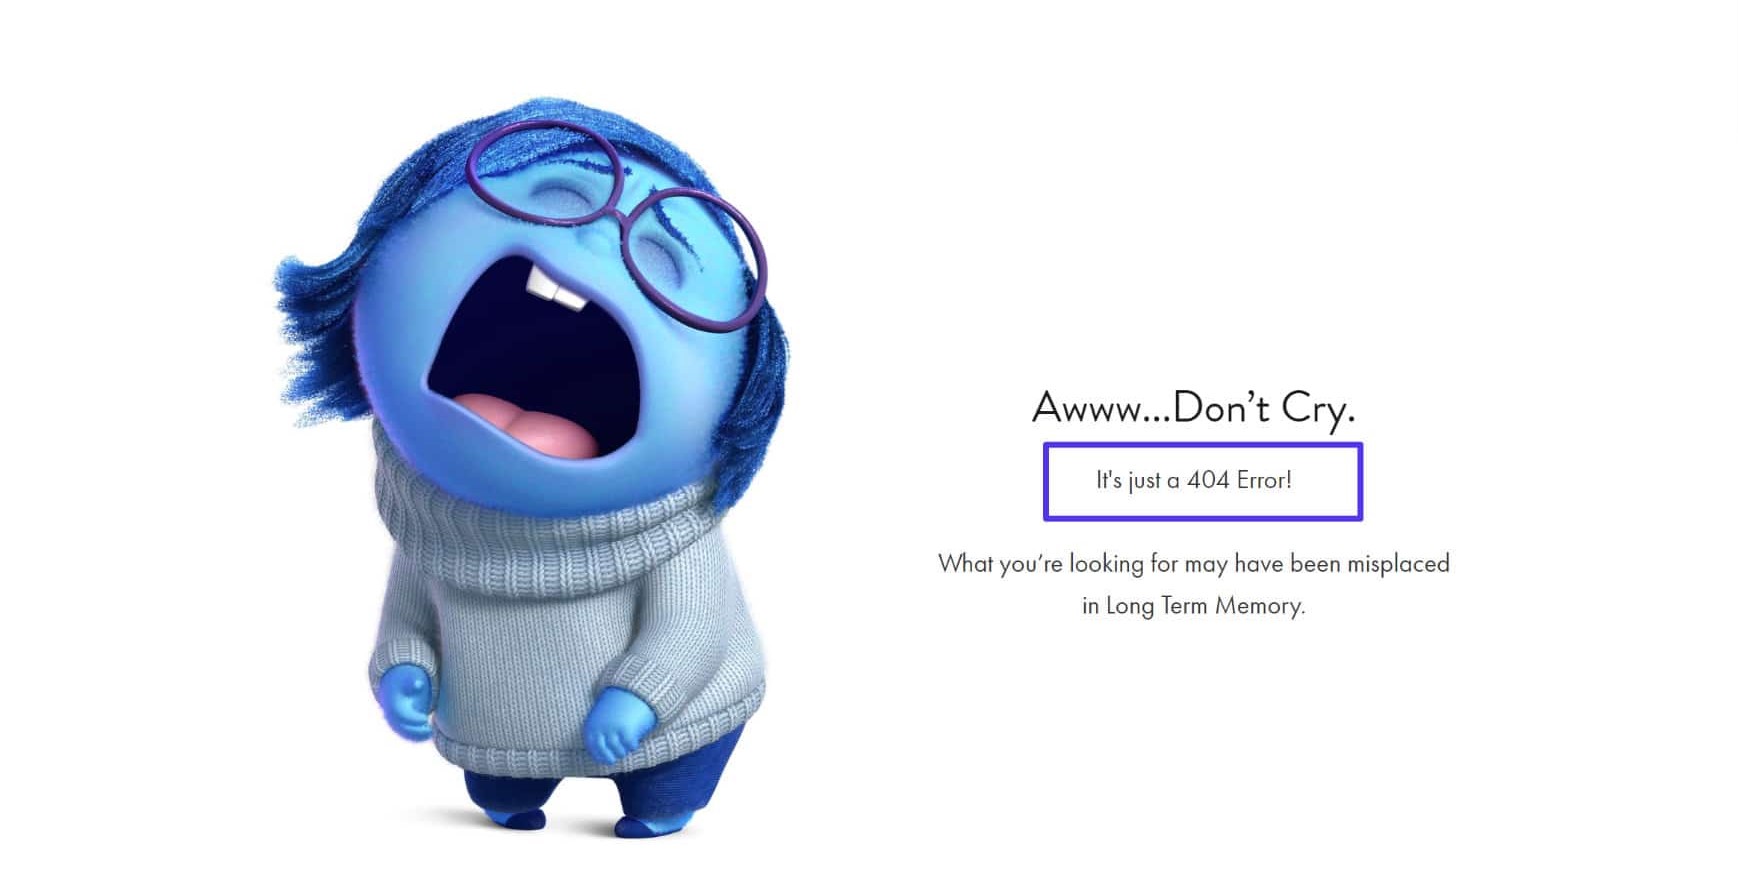 Awww...Don’t Cry.
It's just a 404 Error!
What you’re looking for may have been misplaced
in Long Term Memory.